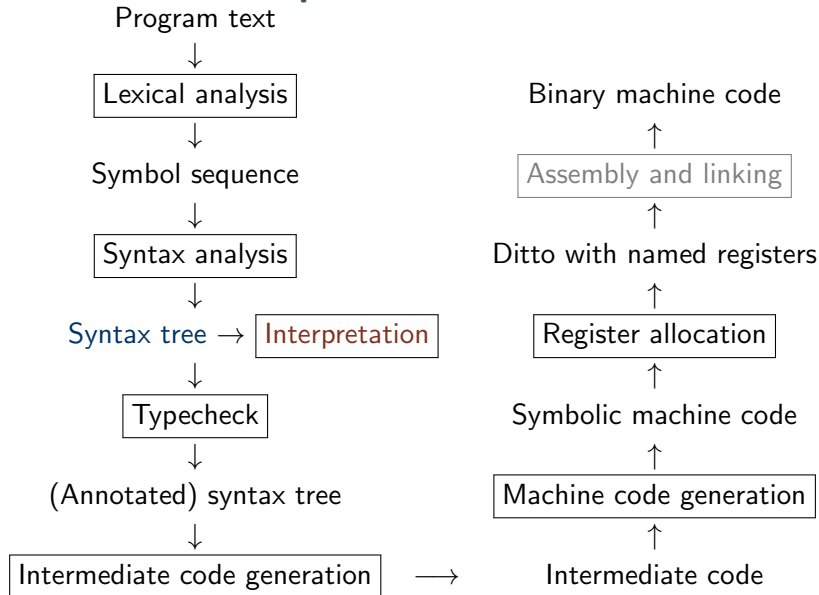 Program text
↓
Lexical analysis
↓
Symbol sequence
↓
Syntax analysis
↓
Syntax tree → Interpretation
↓
Typecheck
↓
(Annotated) syntax tree
↓
Intermediate code generation → Intermediate code
↑
Machine code generation
↑
Symbolic machine code
↑
Register allocation
↑
Ditto with named registers
↑
Assembly and linking
↑
Binary machine code